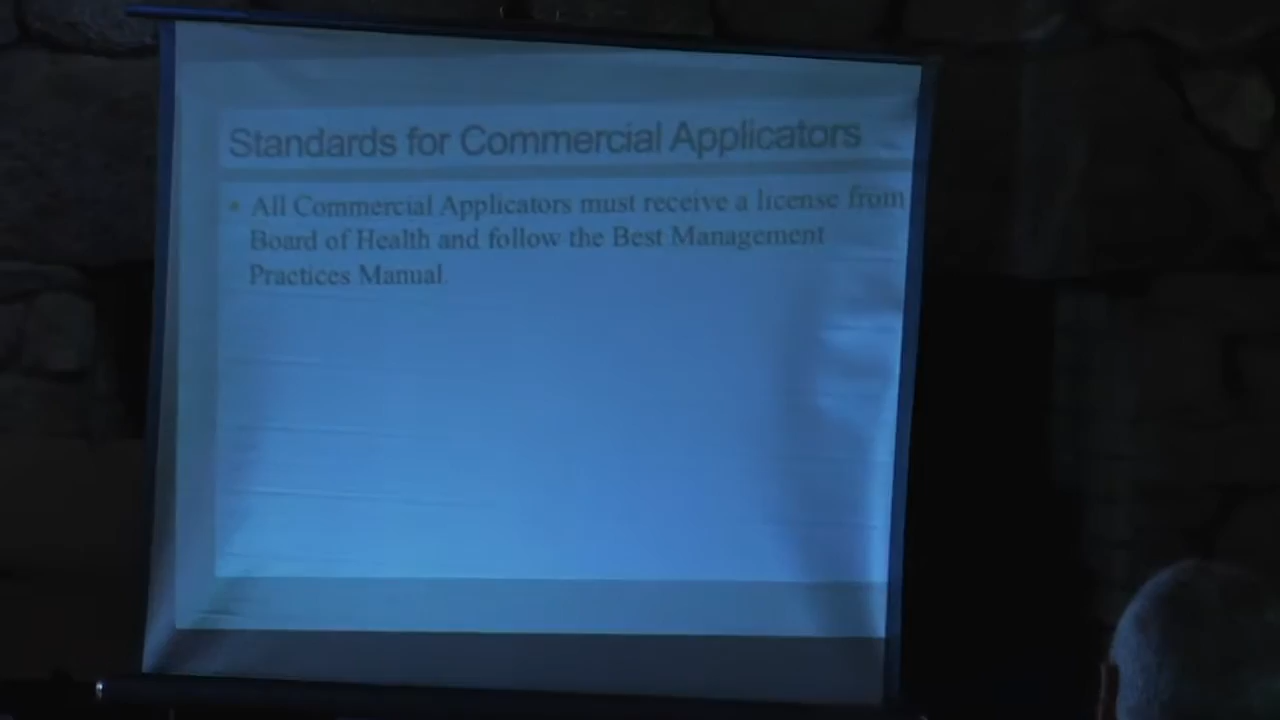 Standards for Commercial Applicators
• All Commercial Applicators must receive a license from
Board of Health and follow the Best Management
Practices Manual.